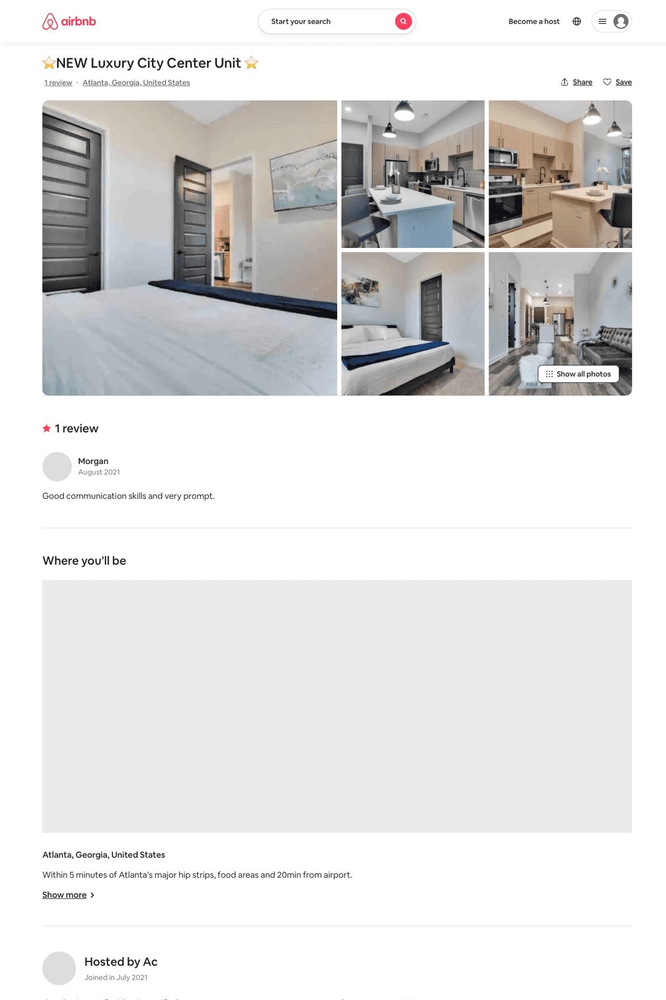 airbnb
Start your search
Become a host
⭐NEW Luxury City Center Unit ⭐
1 review · Atlanta, Georgia, United States
Share
Save
Show all photos
1 review
Morgan
August 2021
Good communication skills and very prompt.
Where you’ll be
Atlanta, Georgia, United States
Within 5 minutes of Atlanta’s major hip strips, food areas and 20min from airport.
Show more
Hosted by Ac
Joined in July 2021